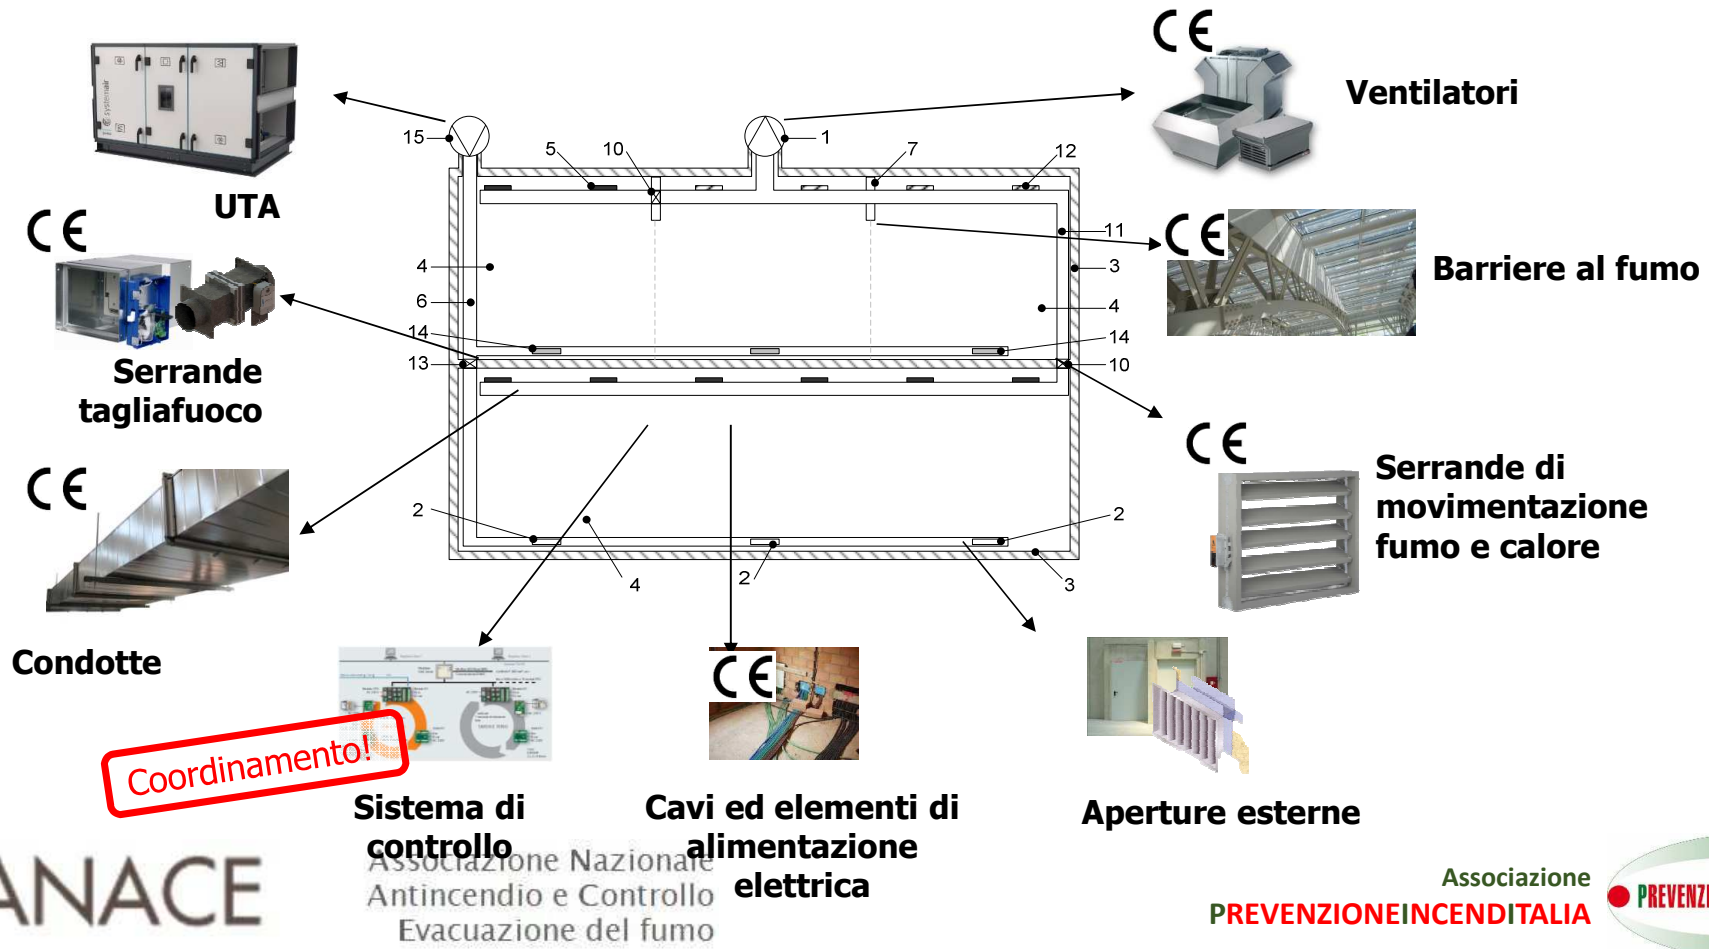 CE
Ventilatori
15
5
10
1
7
12
systemair
UTA
CE
11
CE
4
3
Barriere al fumo
6
4
14
14
13
10
Serrande
tagliafuoco
CE
Serrande di
movimentazione
fumo e calore
CE
2
2
4
2
3
Condotte
CE
Coordinamento!
Sistema di
controllo
Cavi ed elementi di
alimentazione
elettrica
Aperture esterne
ANACE
Associazione Nazionale
Antincendio e Controllo
Evacuazione del fumo
Associazione
PREVENZIONEINCENDITALIA
PREVENZ